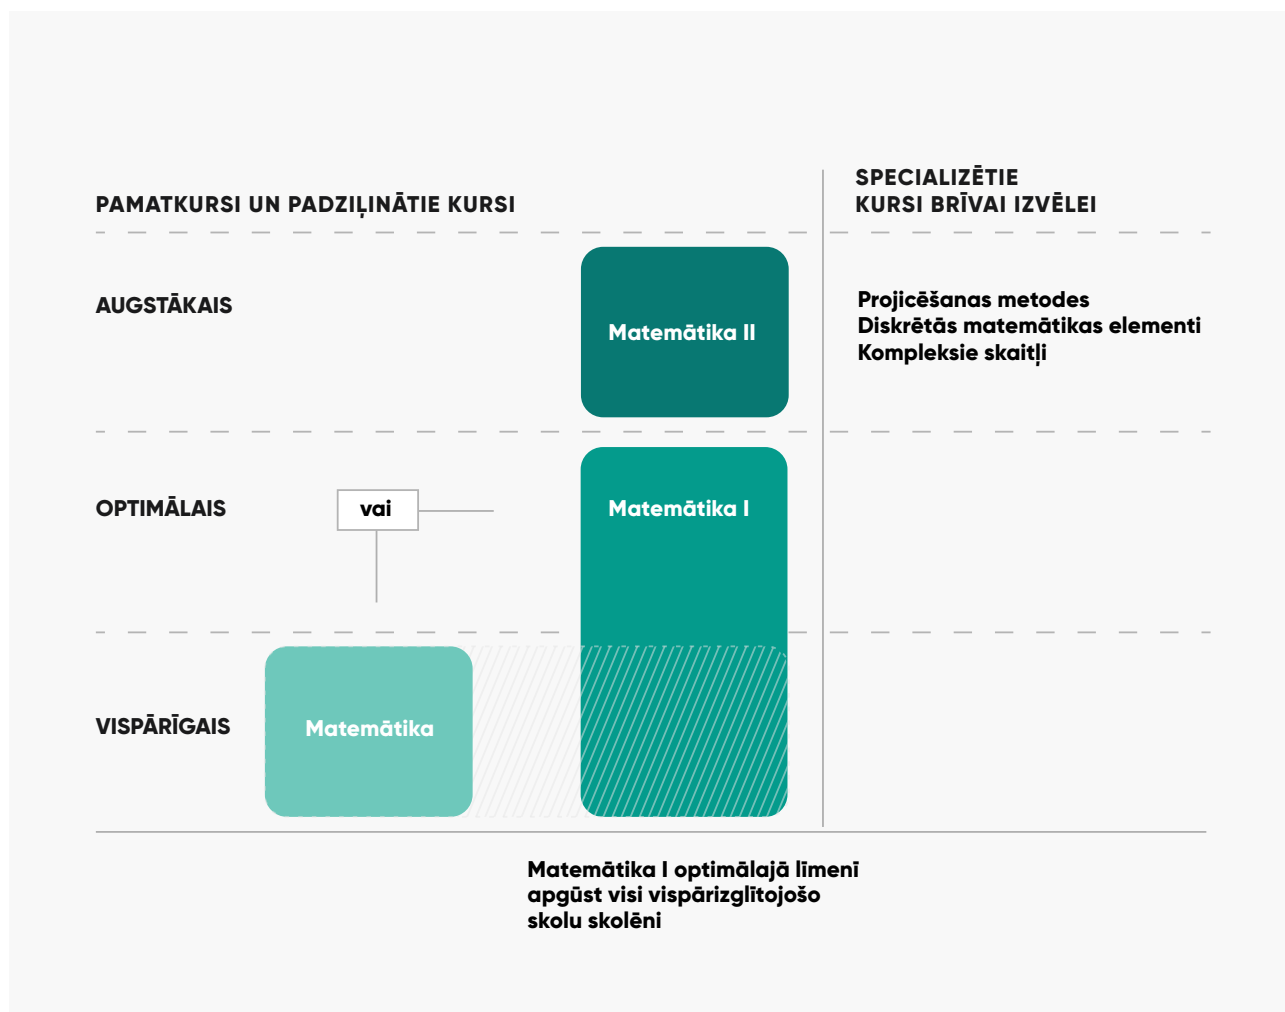 PAMATKURSI UN PADZIĻINĀTIE KURSI
SPECIALIZĒTIE
KURSI BRĪVAI IZVĒLEI
AUGSTĀKAIS
Matemātika II
Projicēšanas metodes
Diskrētās matemātikas elementi
Kompleksie skaitļi
OPTIMĀLAIS
vai
Matemātika I
VISPĀRĪGAIS
Matemātika
Matemātika I optimālajā līmenī
apgūst visi vispārizglītojošo
skolu skolēni